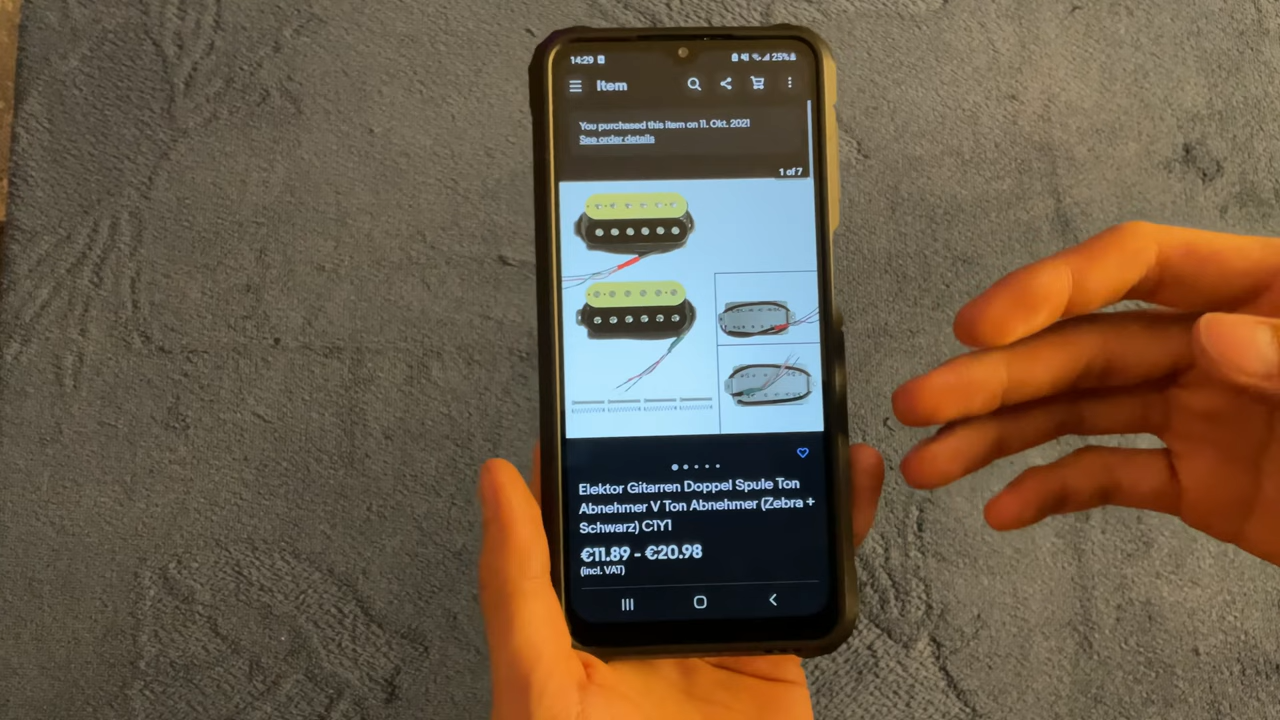 14:29
25%
Item
You purchased this item on 11. Okt. 2021
See order details
1 of 7
Elektor Gitarren Doppel Spule Ton
Abnehmer V Ton Abnehmer (Zebra +
Schwarz) C1Y1
€11.89 - €20.98
(incl. VAT)